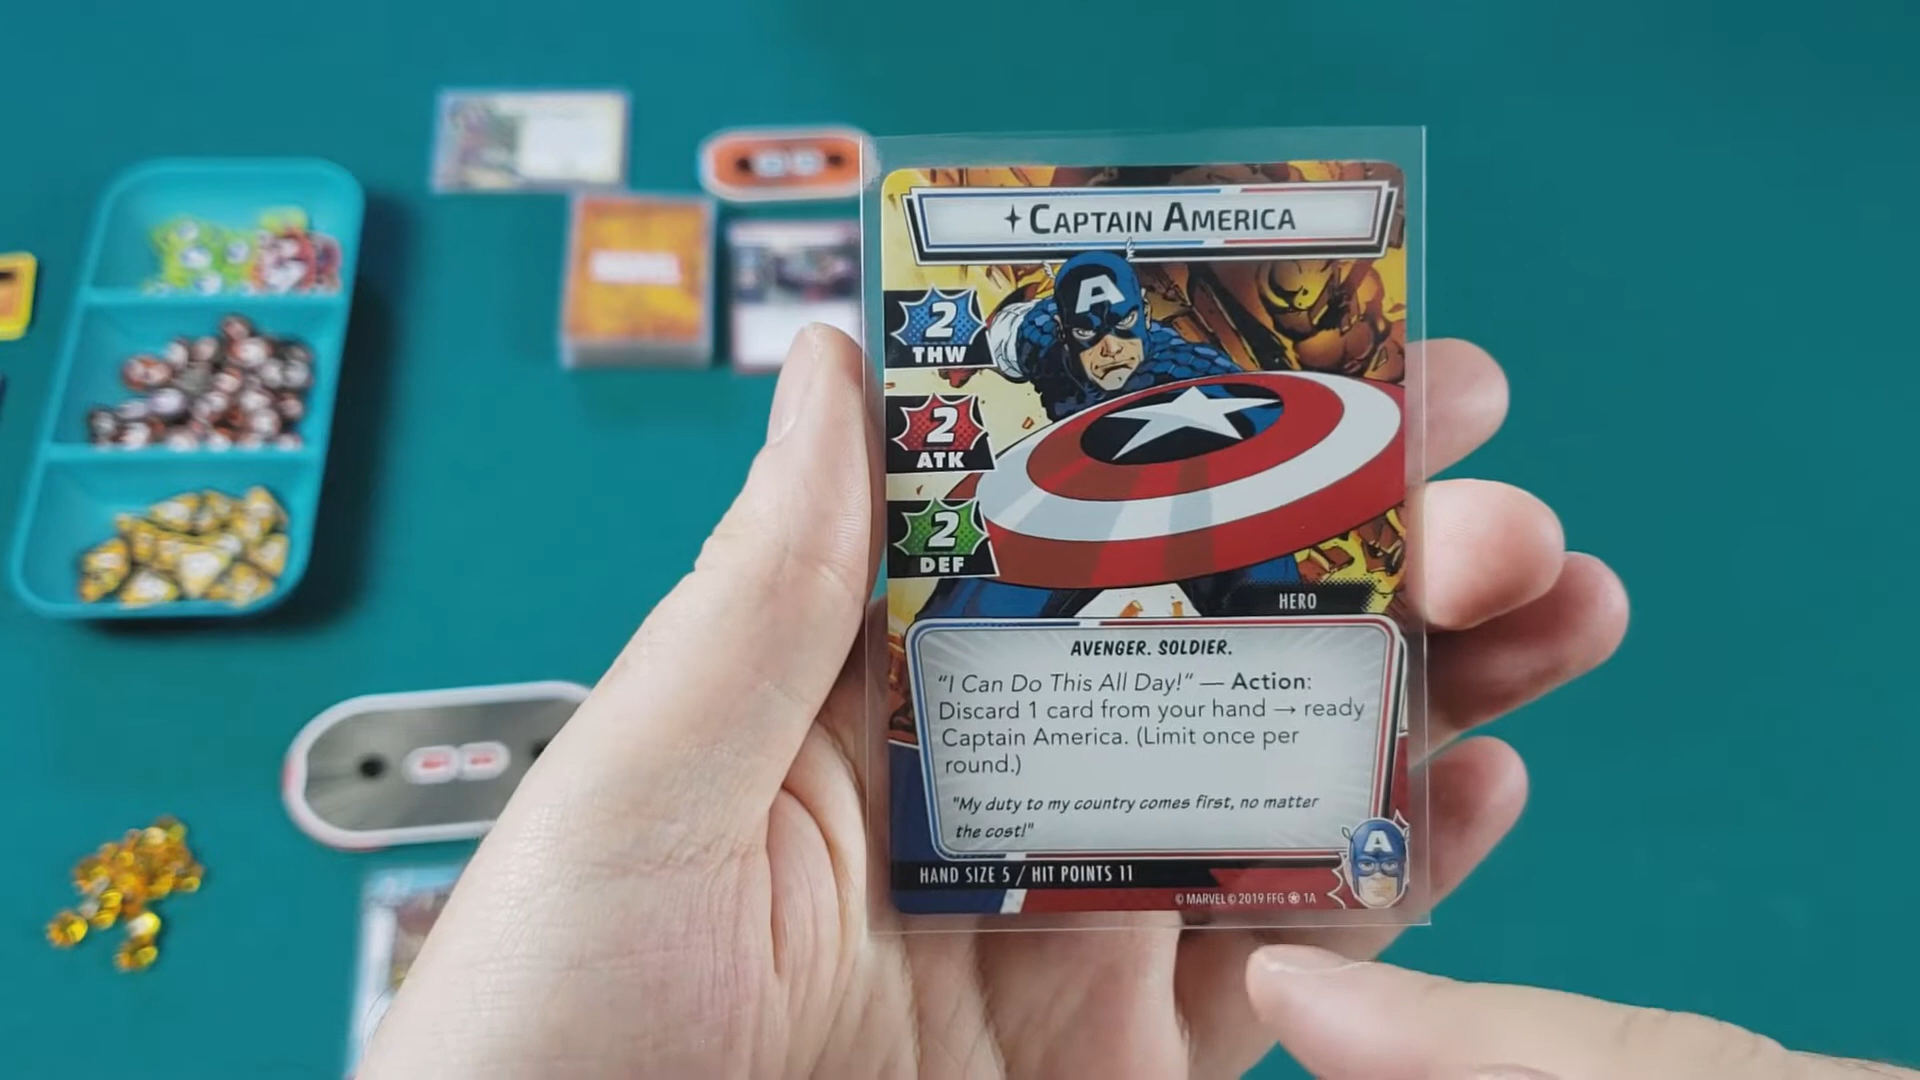 CAPTAIN AMERICA
A
2
THW
2
ATK
2
DEF
HERO
AVENGER. SOLDIER.
"I Can Do This All Day!" — Action:
Discard 1 card from your hand → ready
Captain America. (Limit once per
round.)
"My duty to my country comes first, no matter
the cost!"
A
HAND SIZE 5 / HIT POINTS 11
© MARVEL © 2019 FFG 1A
MARVEL